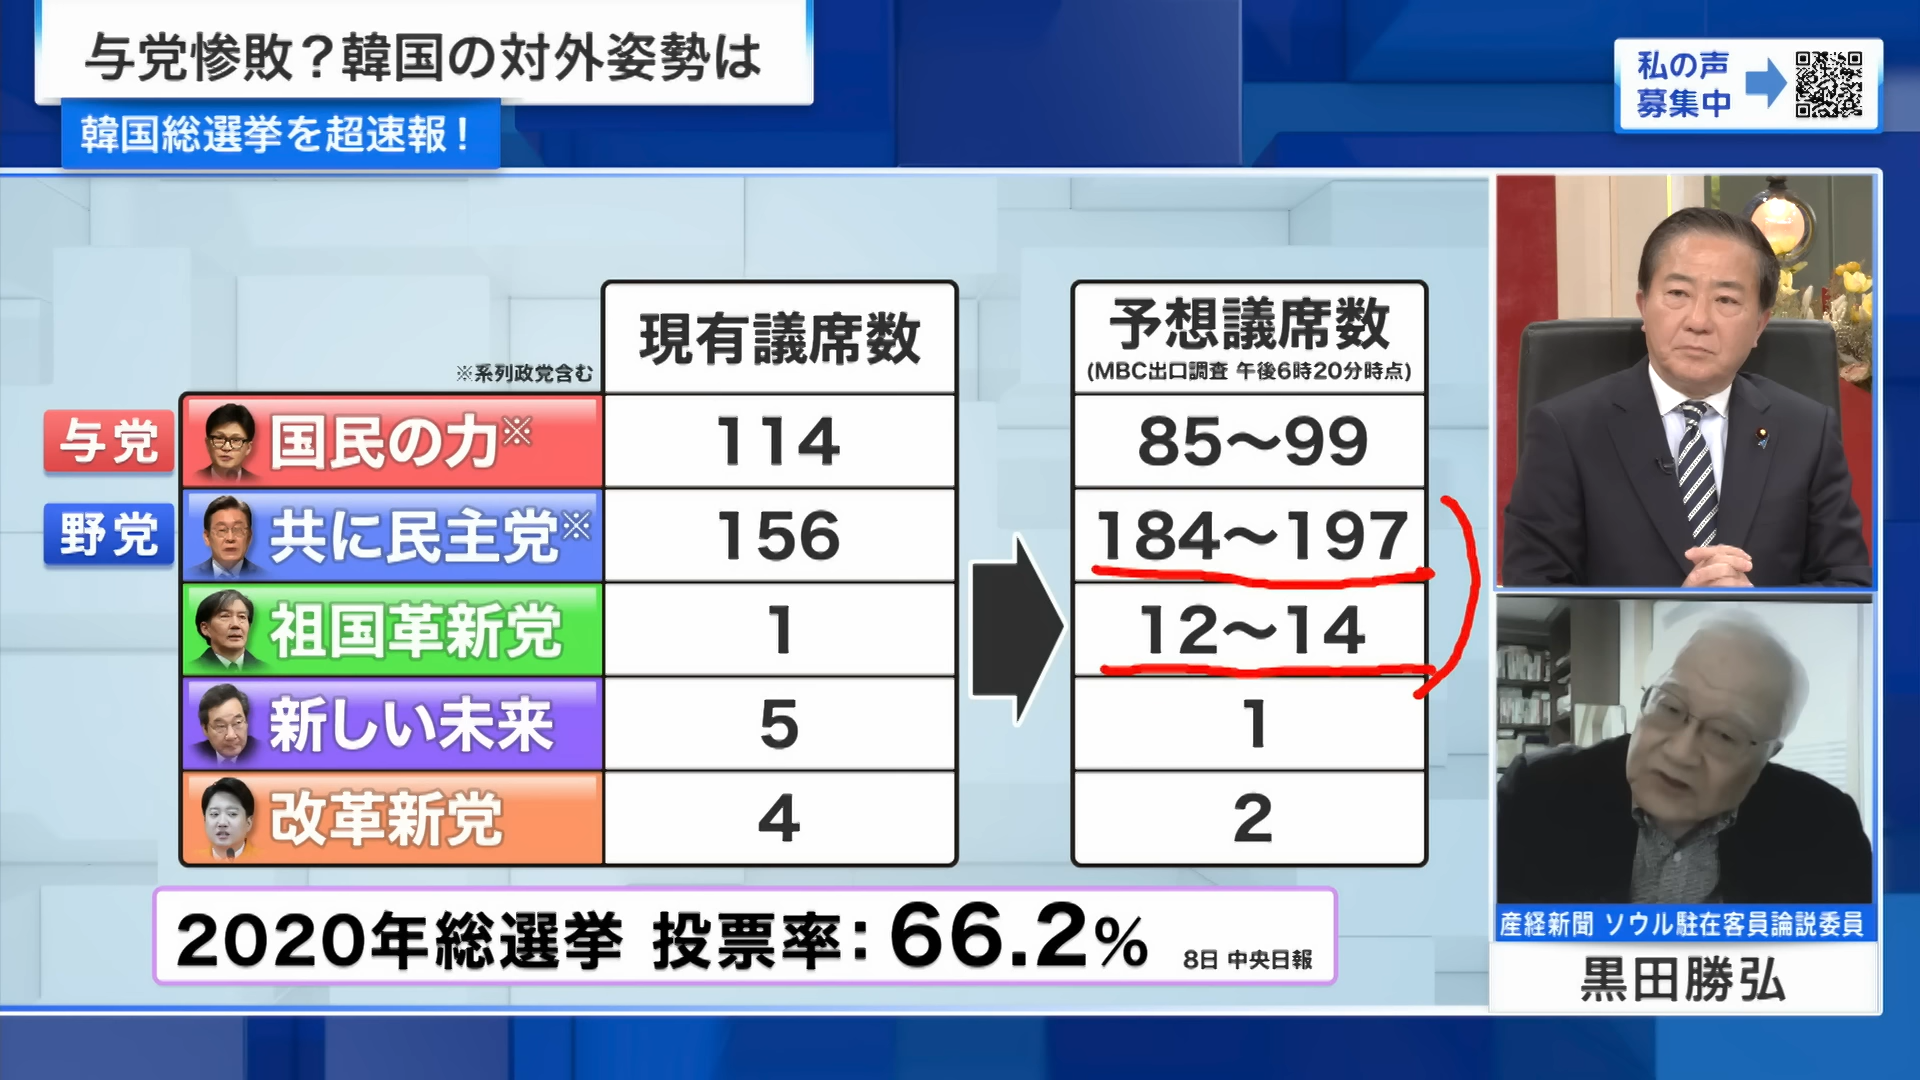 与党惨敗？韓国の対外姿勢は
韓国総選挙を超速報！
私の声
募集中
現有議席数
予想議席数
※系列政党含む
(MBC出口調査 午後6時20分時点)
与党 国民の力※ 114 85～99
野党 共に民主党※ 156 184～197
祖国革新党 1 12～14
新しい未来 5 1
改革新党 4 2
2020年総選挙 投票率：66.2% 8日 中央日報
産経新聞 ソウル駐在客員論説委員
黒田勝弘